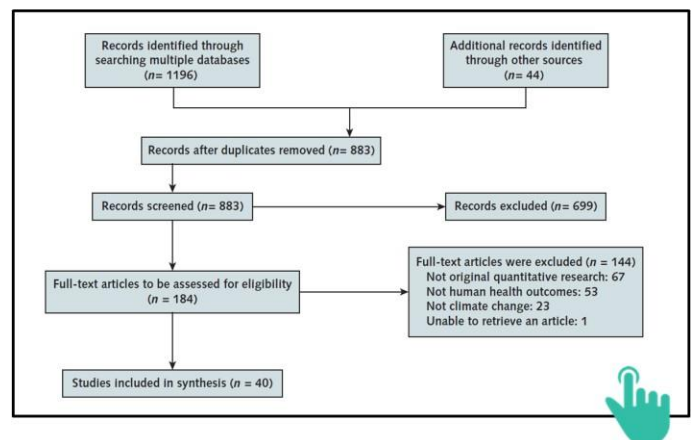 Records identified through
searching multiple databases
(n= 1196)
Additional records identified
through other sources
(n= 44)
Records after duplicates removed (n= 883)
Records screened (n= 883)
Records excluded (n= 699)
Full-text articles to be assessed for eligibility
(n = 184)
Full-text articles were excluded (n = 144)
Not original quantitative research: 67
Not human health outcomes: 53
Not climate change: 23
Unable to retrieve an article: 1
Studies included in synthesis (n = 40)